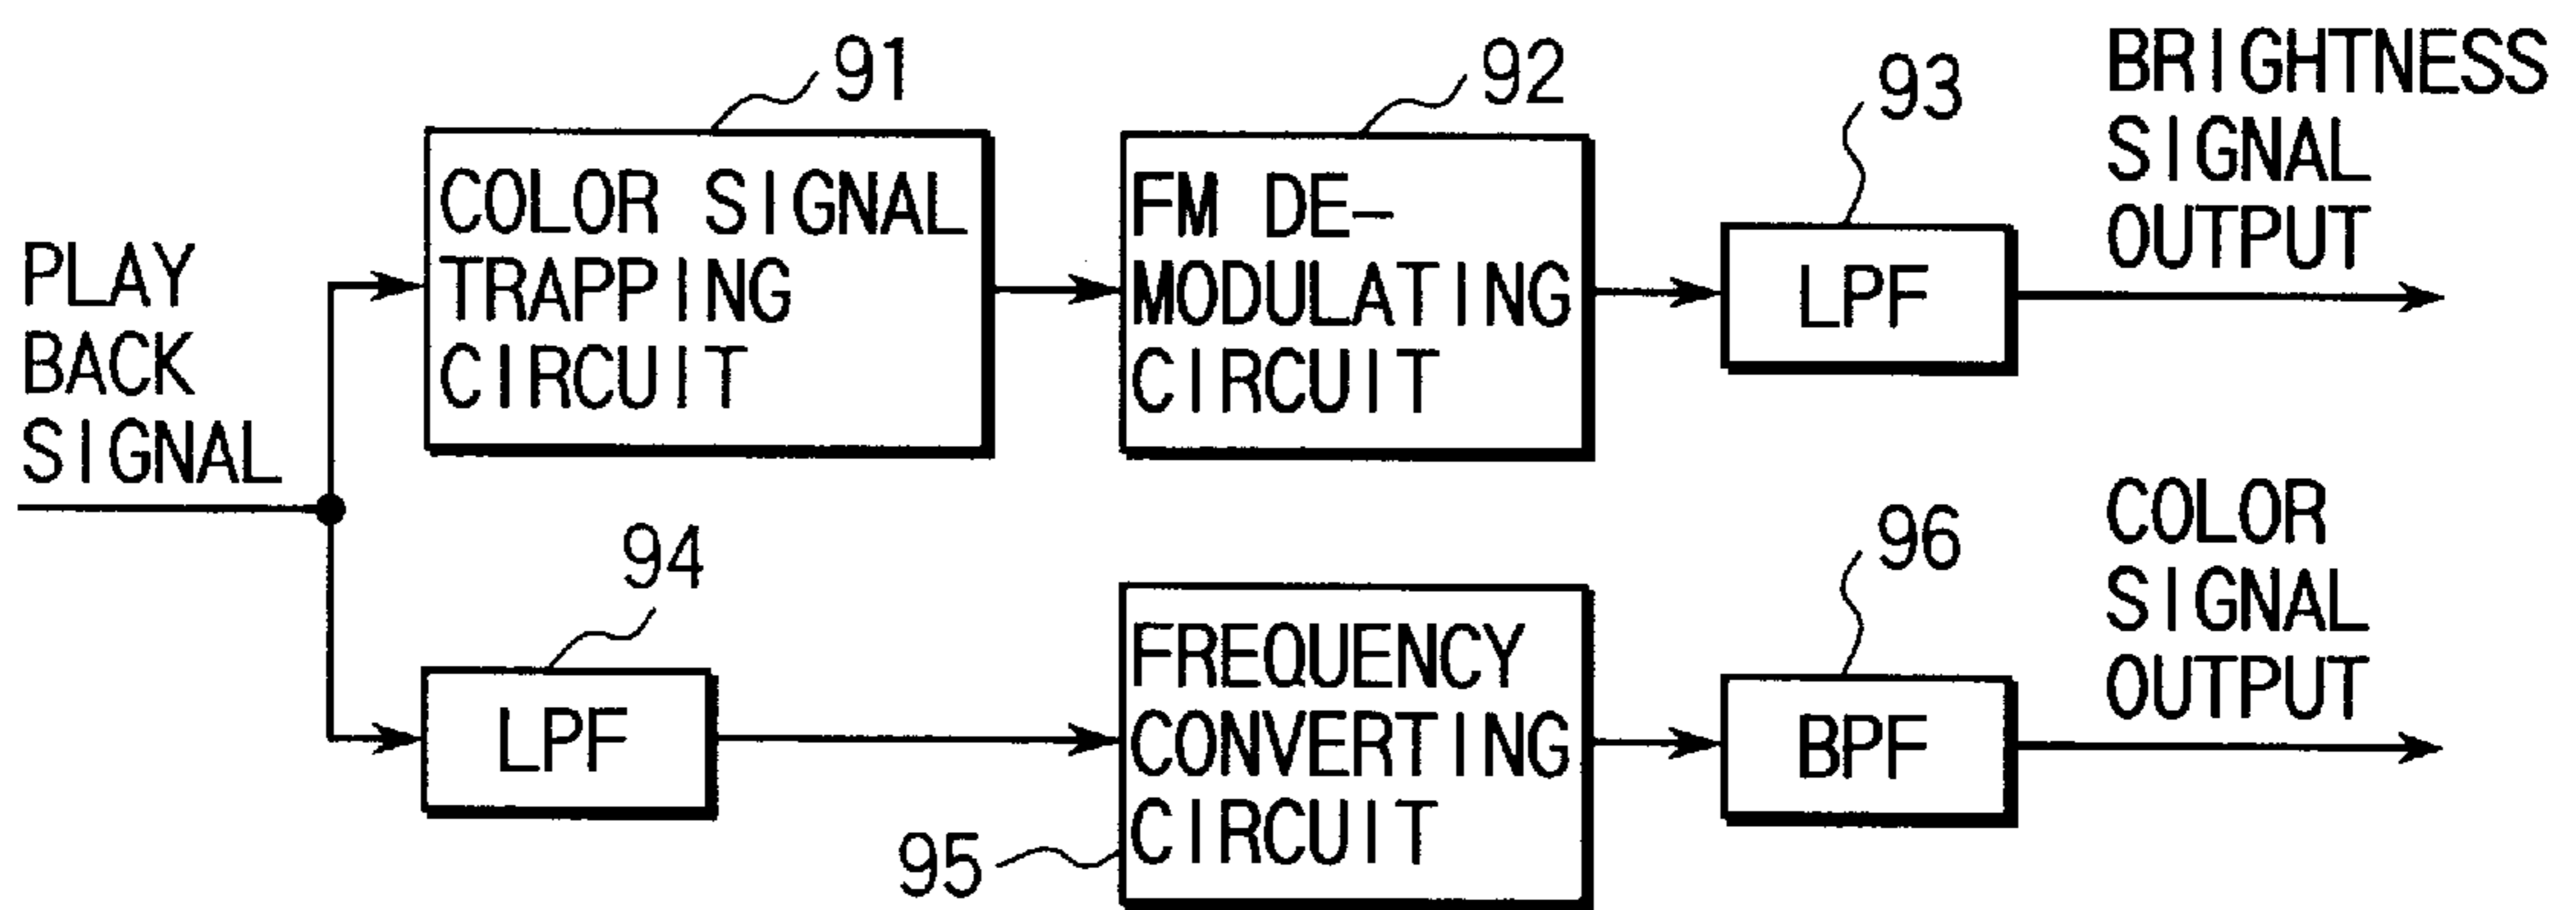 PLAY
BACK
SIGNAL
91
COLOR SIGNAL
TRAPPING
CIRCUIT
92
FM DE-
MODULATING
CIRCUIT
93
LPF
BRIGHTNESS
SIGNAL
OUTPUT
94
LPF
95
FREQUENCY
CONVERTING
CIRCUIT
96
BPF
COLOR
SIGNAL
OUTPUT